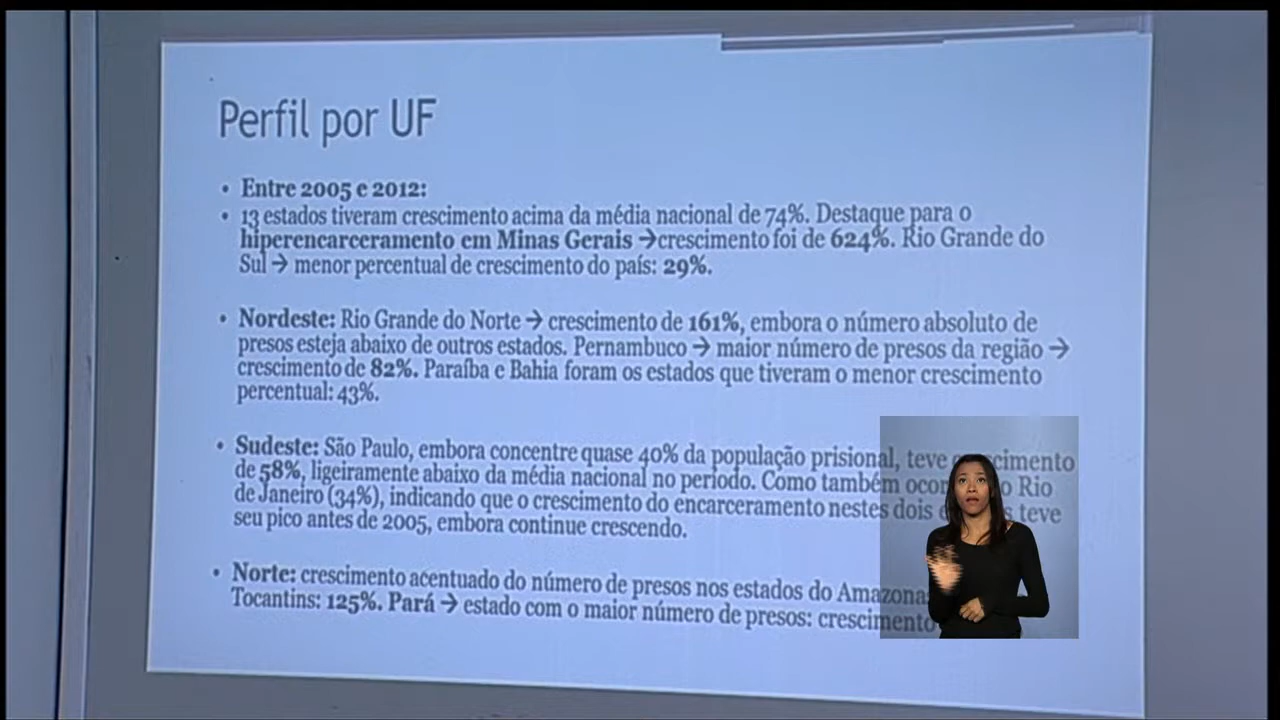 Perfil por UF
• Entre 2005 e 2012:
• 13 estados tiveram crescimento acima da média nacional de 74%. Destaque para o
hiperencarceramento em Minas Gerais →crescimento foi de 624%. Rio Grande do
Sul → menor percentual de crescimento do país: 29%.
• Nordeste: Rio Grande do Norte → crescimento de 161%, embora o número absoluto de
presos esteja abaixo de outros estados. Pernambuco → maior número de presos da região →
crescimento de 82%. Paraíba e Bahia foram os estados que tiveram o menor crescimento
percentual: 43%.
• Sudeste: São Paulo, embora concentre quase 40% da população prisional, teve
de 58%, ligeiramente abaixo da média nacional no período. Como também Rio
de Janeiro (34%), indicando que o crescimento do encarceramento nestes dois teve
seu pico antes de 2005, embora continue crescendo.
• Norte: crescimento acentuado do número de presos nos estados do
Tocantins: 125%. Pará → estado com o maior número de presos: crescimento